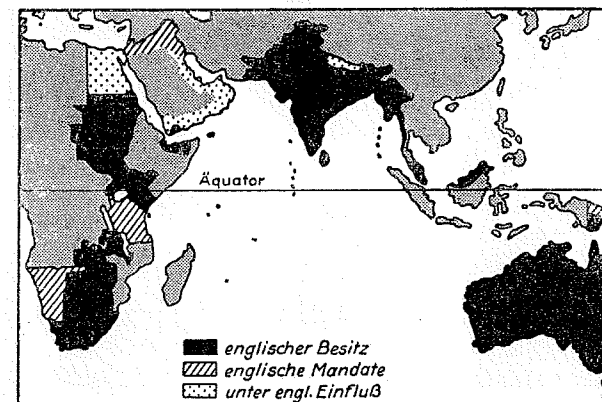 Äquator
englischer Besitz
englische Mandate
unter engl. Einfluß